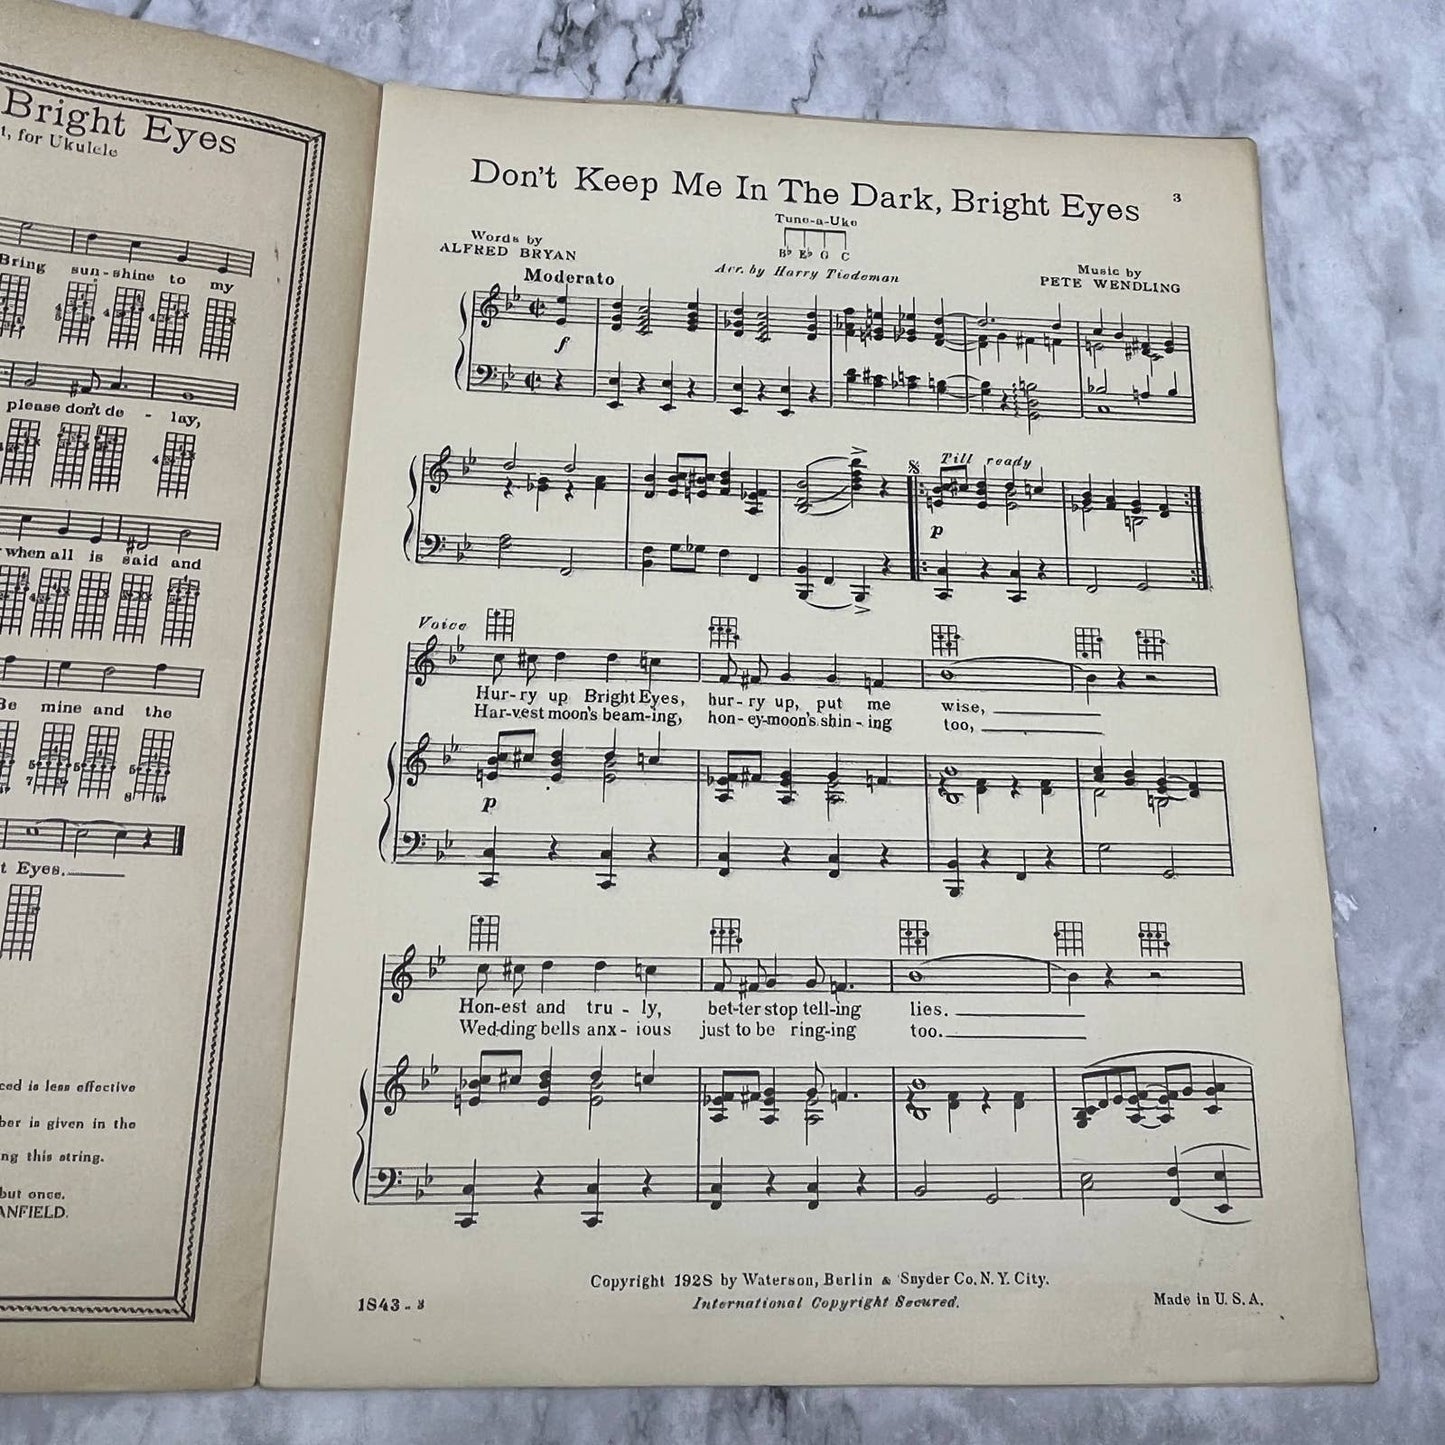 Bright Eyes
t, for Ukulele
Bring sun-shine to my
please don't de - lay,
when all is said and
Be mine and the
t Eyes.
ced is less effective
ber is given in the
ng this string.
but once.
ANFIELD.
3
Don't Keep Me In The Dark, Bright Eyes
Tune-a-Uke
B♭ E♭ G C
Words by
ALFRED BRYAN
Arr. by Harry Tiedeman
Music by
PETE WENDLING
Moderato
f
Till ready
p
Voice
Hur-ry up Bright Eyes, hur-ry up, put me wise,
Har-vest moon's beam-ing, hon-ey-moon's shin-ing too,
p
Hon-est and tru - ly, bet-ter stop tell-ing lies.
Wed-ding bells anx - ious just to be ring-ing too.
Copyright 1928 by Waterson, Berlin & Snyder Co. N.Y. City.
1843 - 3
International Copyright Secured.
Made in U. S. A.